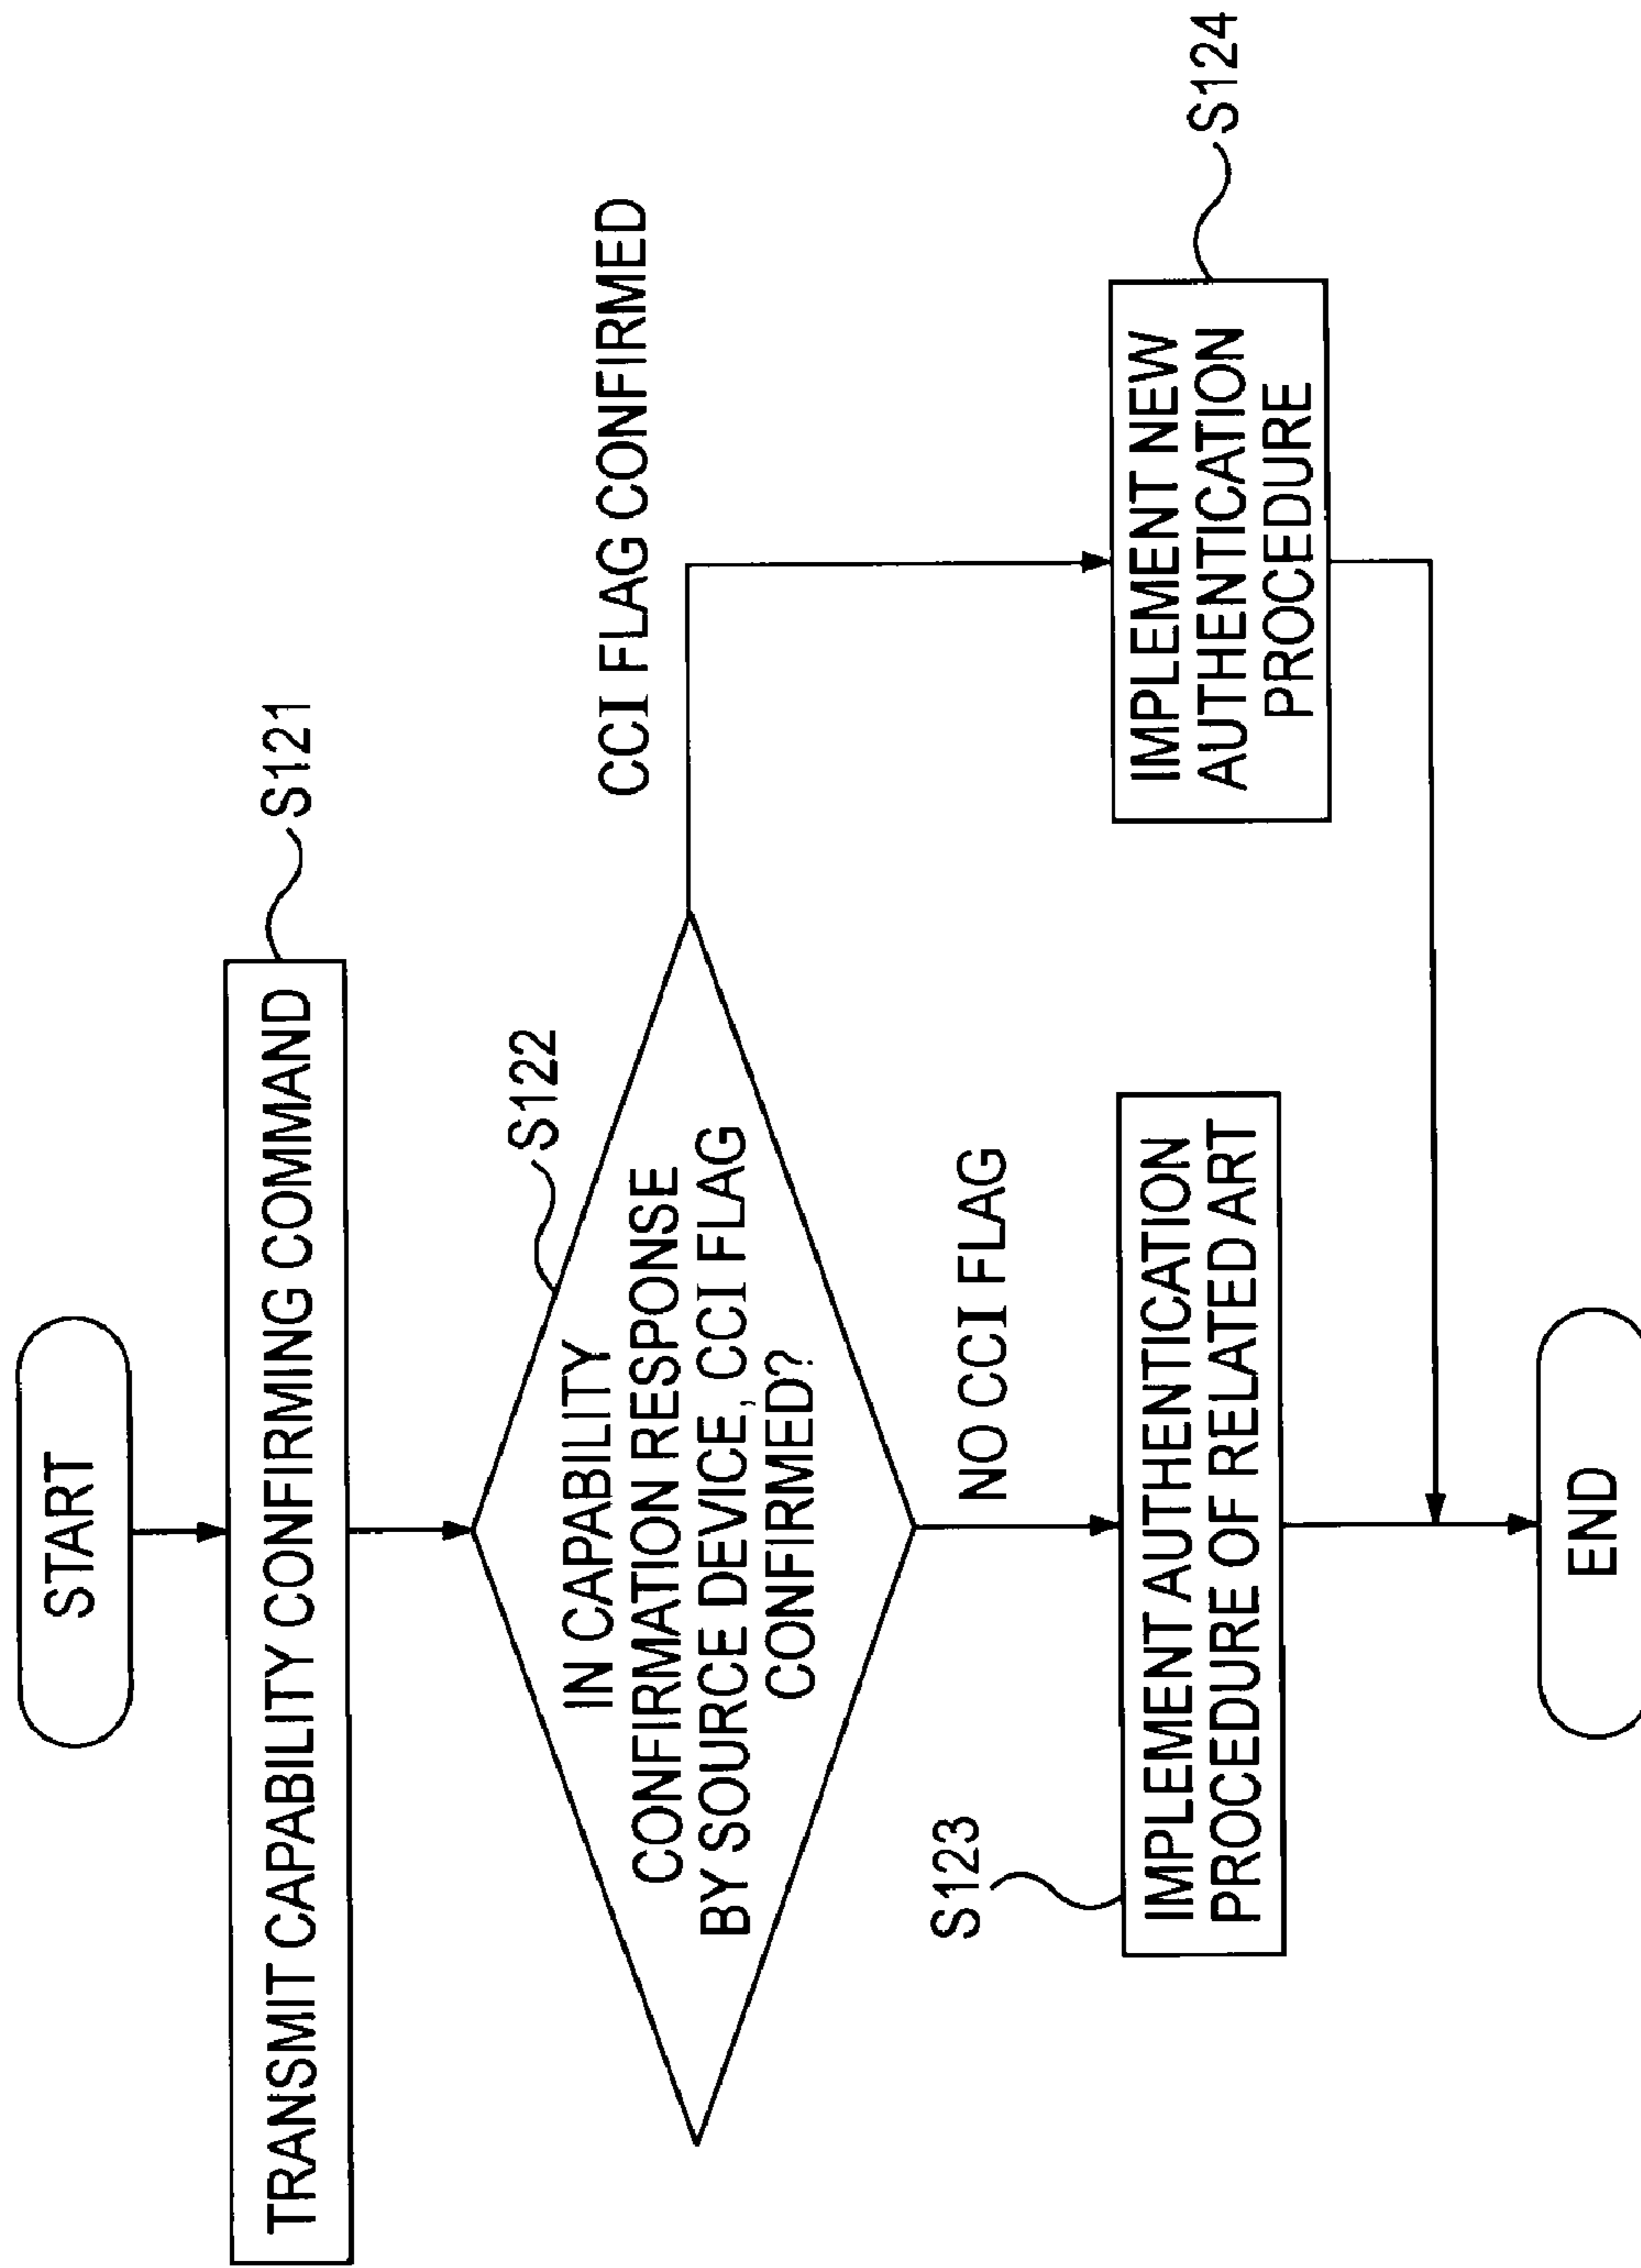 START
TRANSMIT CAPABILITY CONFIRMING COMMAND
S121
S122
IN CAPABILITY
CONFIRMATION RESPONSE
BY SOURCE DEVICE, CCI FLAG
CONFIRMED?
CCI FLAG CONFIRMED
NO CCI FLAG
S123
IMPLEMENT AUTHENTICATION
PROCEDURE OF RELATED ART
IMPLEMENT NEW
AUTHENTICATION
PROCEDURE
S124
END